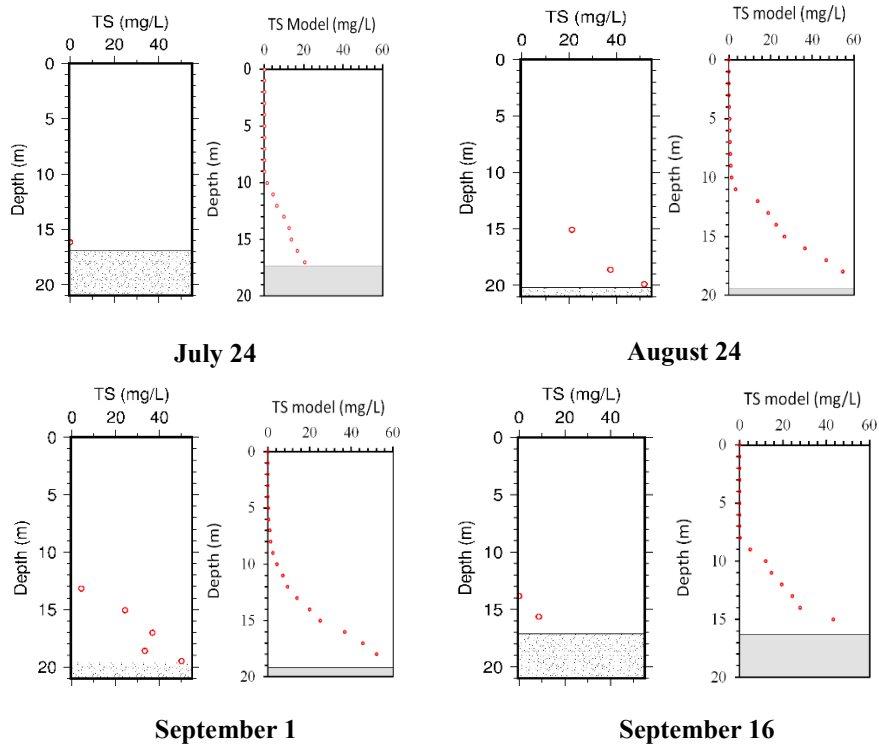 TS (mg/L)
0 20 40
0
5
10
15
20
Depth (m)
TS Model (mg/L)
0 10 20 30 40 50 60
0
5
10
15
20
Depth (m)
July 24
TS (mg/L)
0 20 40
0
5
10
15
20
Depth (m)
TS model (mg/L)
0 20 40 60
0
5
10
15
20
Depth (m)
August 24
TS (mg/L)
0 20 40
0
5
10
15
20
Depth (m)
TS model (mg/L)
0 20 40 60
0
5
10
15
20
Depth (m)
September 1
TS (mg/L)
0 20 40
0
5
10
15
20
Depth (m)
TS model (mg/L)
0 20 40 60
0
5
10
15
20
Depth (m)
September 16